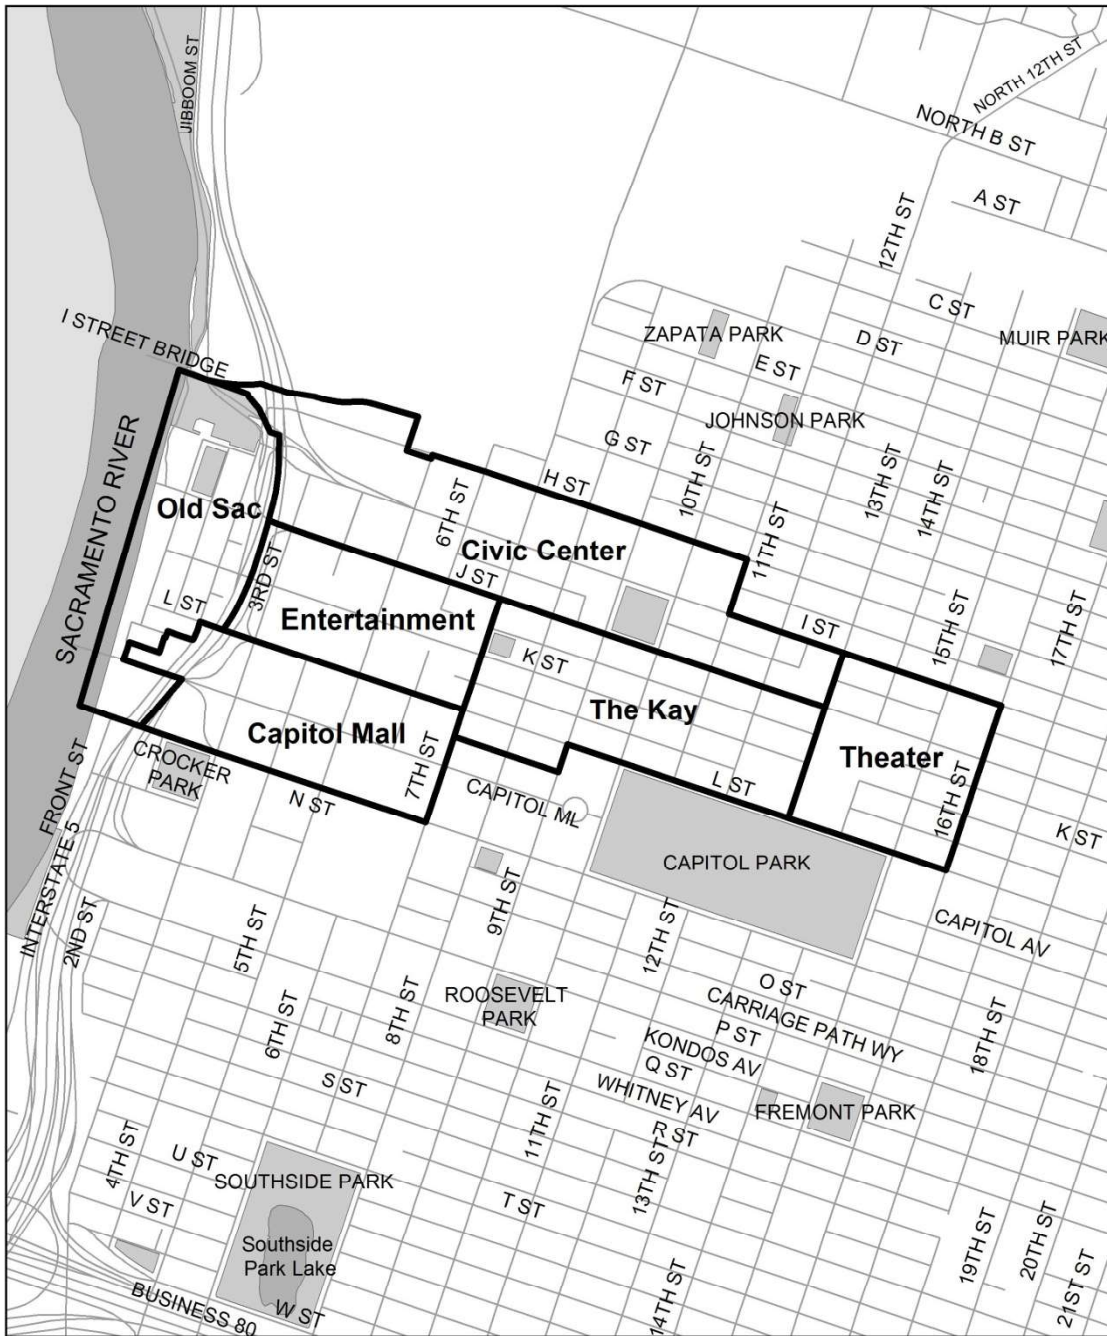 JIBBOOM ST
NORTH 12TH ST
NORTH B ST
A ST
12TH ST
C ST
I STREET BRIDGE
ZAPATA PARK
D ST
MUIR PARK
E ST
F ST
JOHNSON PARK
G ST
SACRAMENTO RIVER
10TH ST
13TH ST
14TH ST
H ST
Old Sac
6TH ST
Civic Center
11TH ST
3RD ST
J ST
L ST
Entertainment
I ST
15TH ST
17TH ST
K ST
The Kay
Capitol Mall
7TH ST
Theater
CROCKER
PARK
FRONT ST
N ST
CAPITOL ML
L ST
16TH ST
K ST
CAPITOL PARK
INTERSTATE 5
2ND ST
5TH ST
9TH ST
12TH ST
CAPITOL AV
ROOSEVELT
PARK
O ST
CARRIAGE PATH WY
6TH ST
8TH ST
P ST
KONDOS AV
18TH ST
Q ST
S ST
WHITNEY AV
FREMONT PARK
R ST
11TH ST
4TH ST
U ST
SOUTHSIDE PARK
13TH ST
V ST
T ST
Southside
Park Lake
19TH ST
20TH ST
21ST ST
BUSINESS 80
W ST
14TH ST